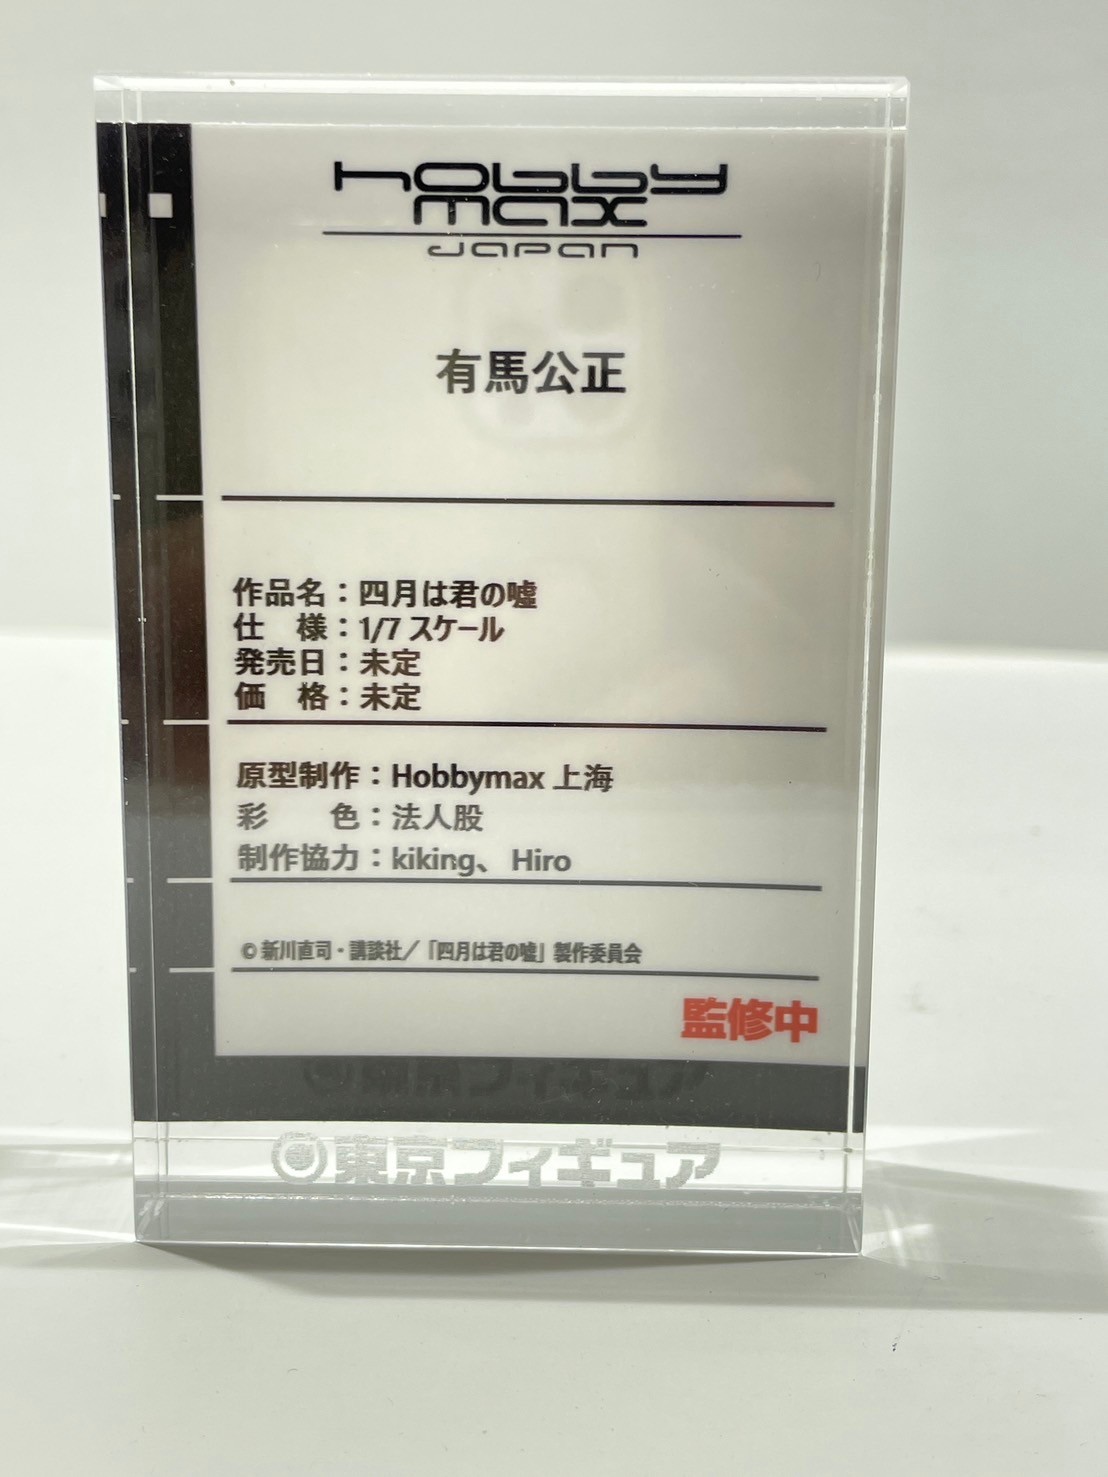 hobby
max
JAPAN
有馬公正
作品名：四月は君の嘘
仕　様：1/7 スケール
発売日：未定
価　格：未定
原型制作：Hobbymax 上海
彩　　色：法人股
制作協力：kiking、Hiro
© 新川直司・講談社／「四月は君の嘘」製作委員会
監修中
東京フィギュア